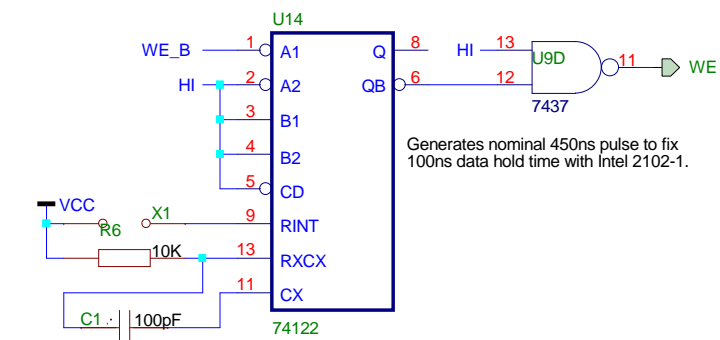 U14
WE_B 1 A1 Q 8 HI 13 U9D 11 WE
HI 2 A2 QB 6 12
7437
3 B1
4 B2
5 CD
Generates nominal 450ns pulse to fix
100ns data hold time with Intel 2102-1.
VCC
R6 X1 9 RINT
10K 13 RXCX
11 CX
C1 100pF
74122